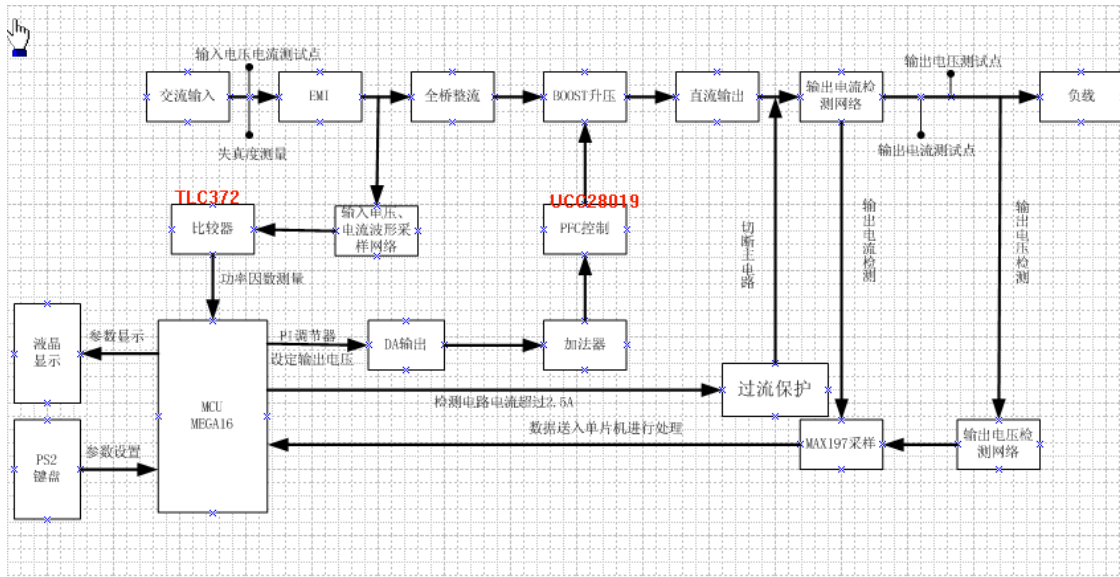 输入电压电流测试点
输出电压测试点
交流输入
EMI
全桥整流
BOOST升压
直流输出
输出电流检
测网络
负载
失真度测量
输出电流测试点
TLC372
UCC28019
比较器
输入电压、
电流波形采
样网络
PFC控制
切断主电路
输出电流检测
输出电压检测
功率因数测量
液晶
显示
参数显示
PI调节器
设定输出电压
DA输出
加法器
MCU
MEGA16
过流保护
检测电路电流超过2.5A
数据送入单片机进行处理
MAX197采样
输出电压检
测网络
PS2
键盘
参数设置